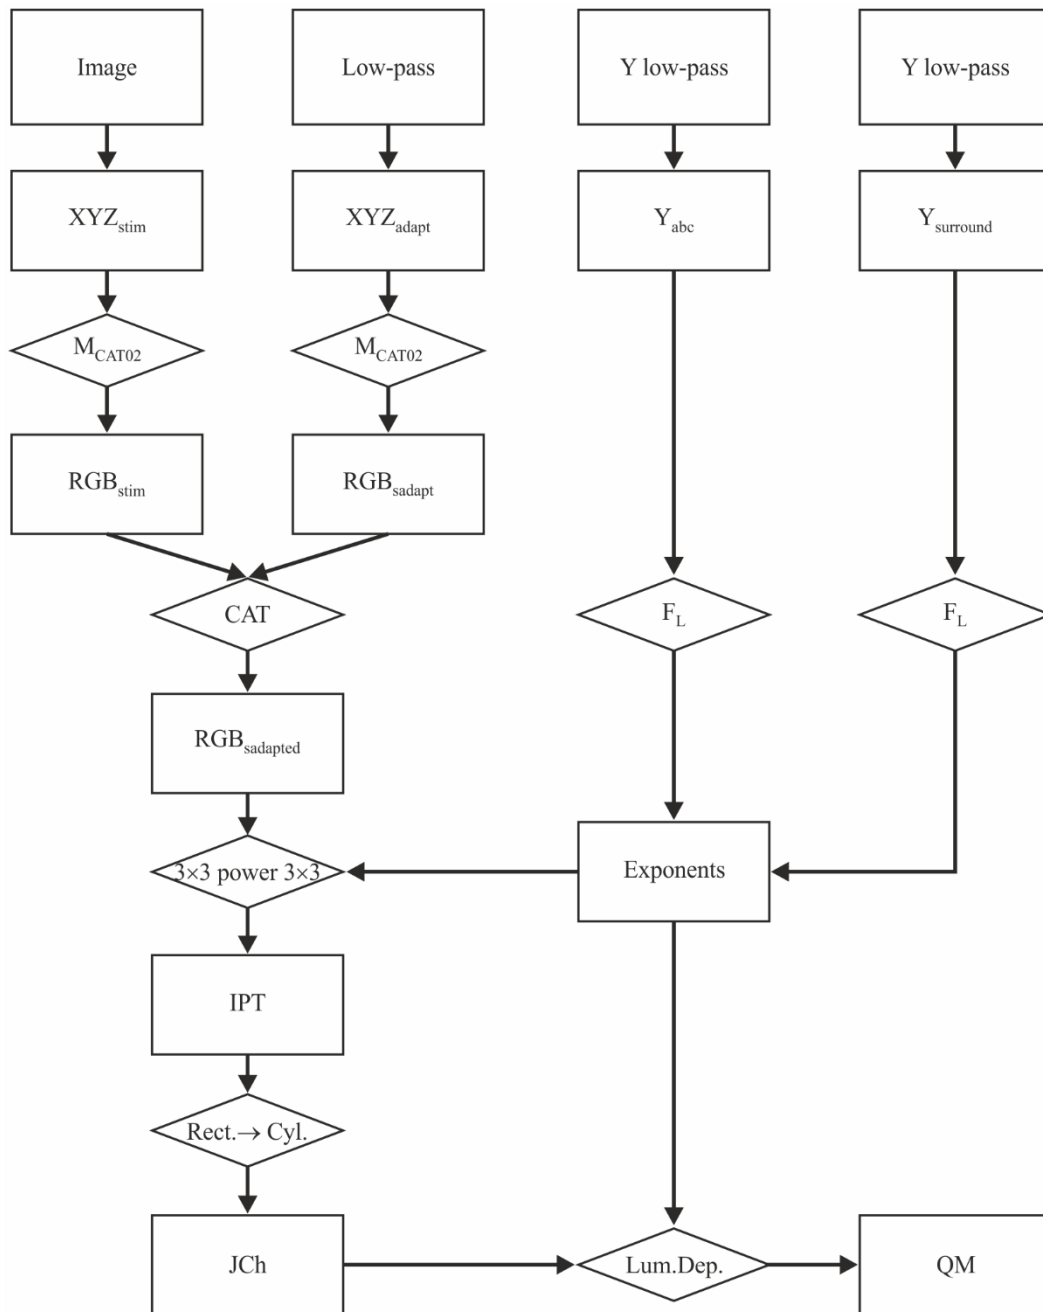 Image
Low-pass
Y low-pass
Y low-pass
XYZstim
XYZadapt
Yabc
Ysurround
MCAT02
MCAT02
RGBstim
RGBsadapt
CAT
FL
FL
RGBsadapted
3×3 power 3×3
Exponents
IPT
Rect.→ Cyl.
JCh
Lum.Dep.
QM